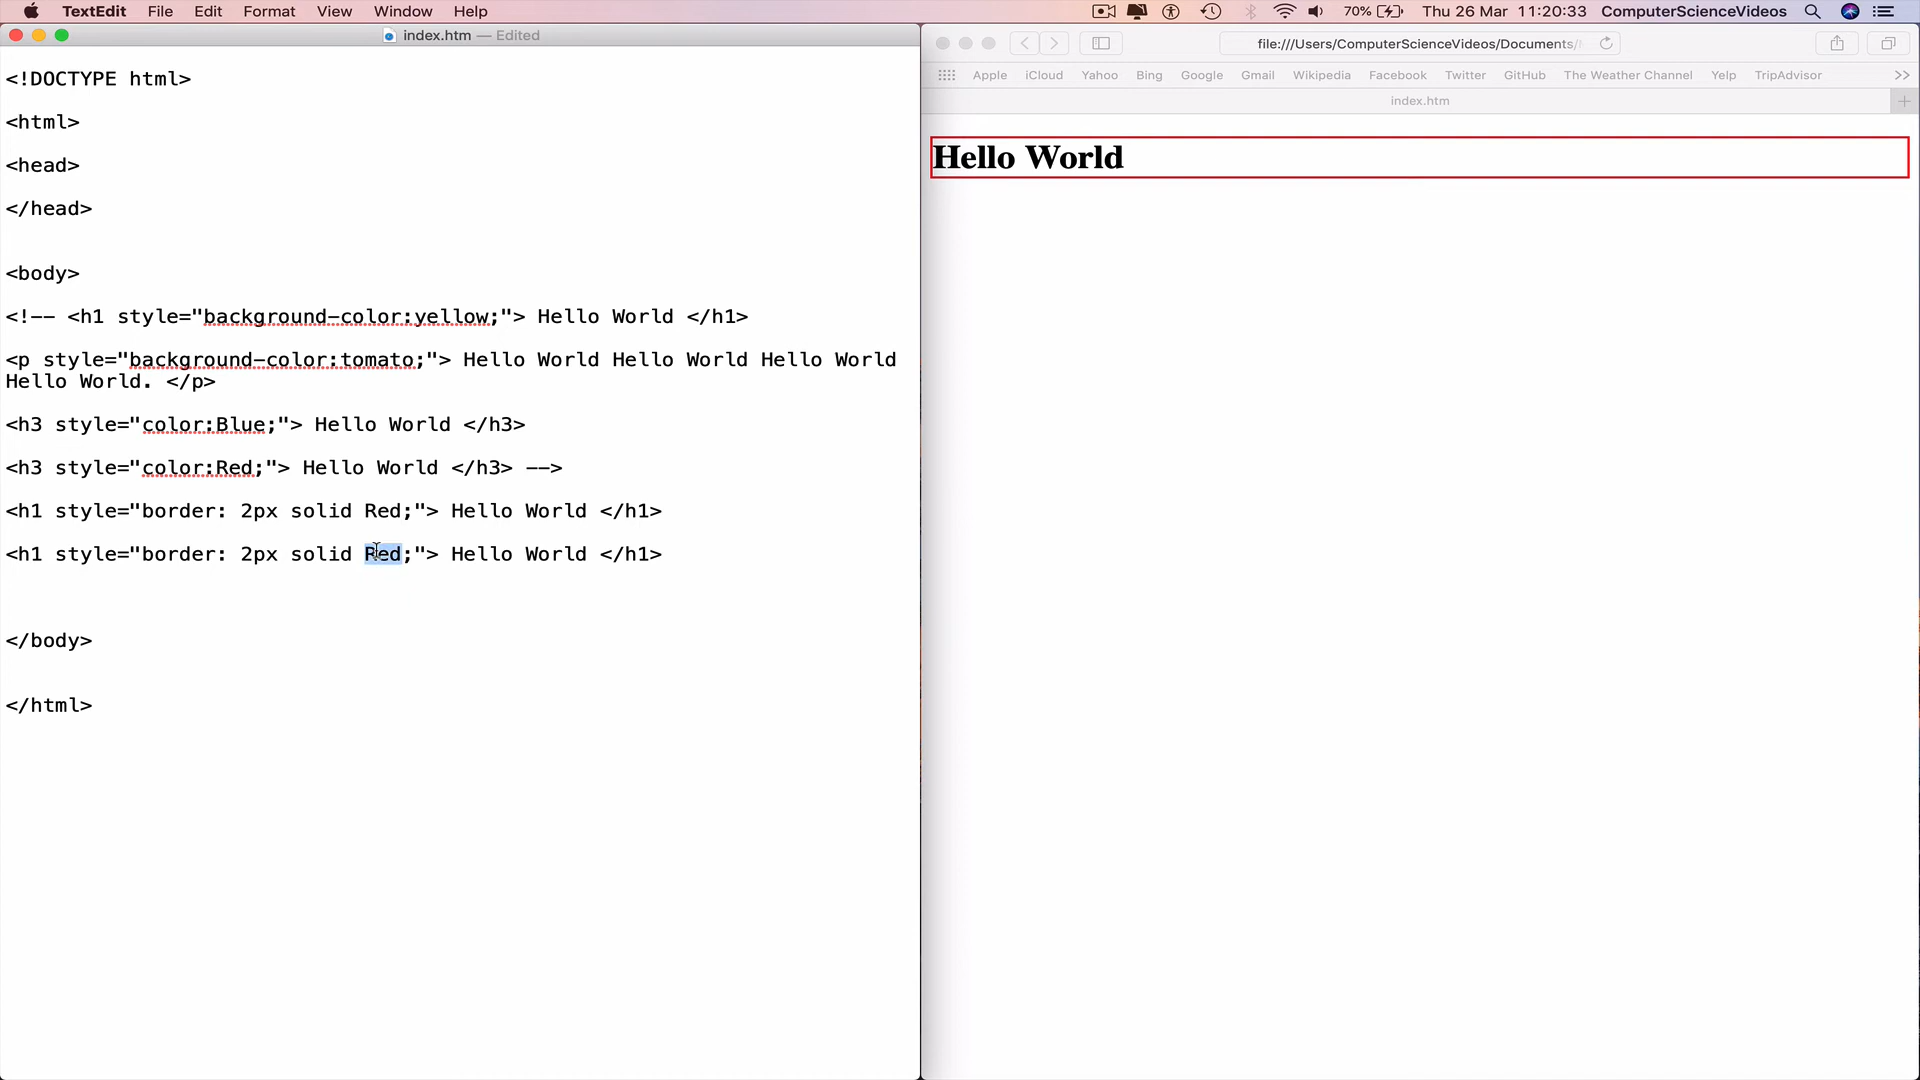 TextEdit File Edit Format View Window Help 70% Thu 26 Mar 11:20:33 ComputerScienceVideos
index.htm — Edited
<!DOCTYPE html>
<html>
<head>
</head>
<body>
<!-- <h1 style="background-color:yellow;"> Hello World </h1>
<p style="background-color:tomato;"> Hello World Hello World Hello World
Hello World. </p>
<h3 style="color:Blue;"> Hello World </h3>
<h3 style="color:Red;"> Hello World </h3> -->
<h1 style="border: 2px solid Red;"> Hello World </h1>
<h1 style="border: 2px solid Red;"> Hello World </h1>
</body>
</html>
file:///Users/ComputerScienceVideos/Documents/
Apple iCloud Yahoo Bing Google Gmail Wikipedia Facebook Twitter GitHub The Weather Channel Yelp TripAdvisor >>
index.htm
Hello World